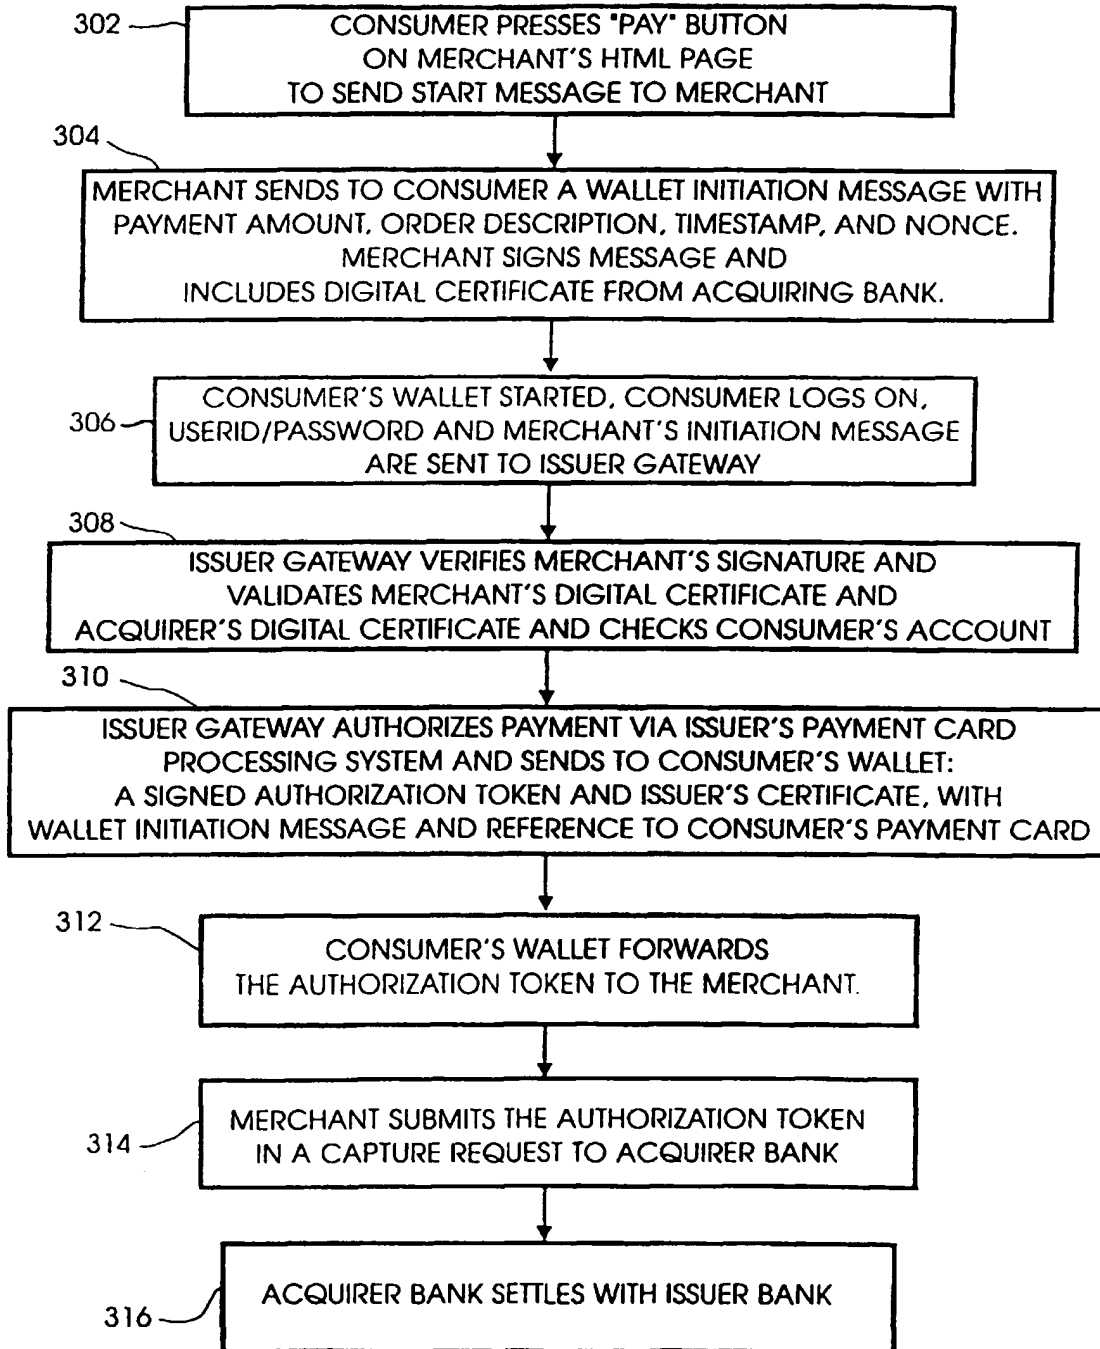 302
CONSUMER PRESSES "PAY" BUTTON
ON MERCHANT'S HTML PAGE
TO SEND START MESSAGE TO MERCHANT
304
MERCHANT SENDS TO CONSUMER A WALLET INITIATION MESSAGE WITH
PAYMENT AMOUNT, ORDER DESCRIPTION, TIMESTAMP, AND NONCE.
MERCHANT SIGNS MESSAGE AND
INCLUDES DIGITAL CERTIFICATE FROM ACQUIRING BANK.
306
CONSUMER'S WALLET STARTED, CONSUMER LOGS ON,
USERID/PASSWORD AND MERCHANT'S INITIATION MESSAGE
ARE SENT TO ISSUER GATEWAY
308
ISSUER GATEWAY VERIFIES MERCHANT'S SIGNATURE AND
VALIDATES MERCHANT'S DIGITAL CERTIFICATE AND
ACQUIRER'S DIGITAL CERTIFICATE AND CHECKS CONSUMER'S ACCOUNT
310
ISSUER GATEWAY AUTHORIZES PAYMENT VIA ISSUER'S PAYMENT CARD
PROCESSING SYSTEM AND SENDS TO CONSUMER'S WALLET:
A SIGNED AUTHORIZATION TOKEN AND ISSUER'S CERTIFICATE, WITH
WALLET INITIATION MESSAGE AND REFERENCE TO CONSUMER'S PAYMENT CARD
312
CONSUMER'S WALLET FORWARDS
THE AUTHORIZATION TOKEN TO THE MERCHANT.
314
MERCHANT SUBMITS THE AUTHORIZATION TOKEN
IN A CAPTURE REQUEST TO ACQUIRER BANK
316
ACQUIRER BANK SETTLES WITH ISSUER BANK